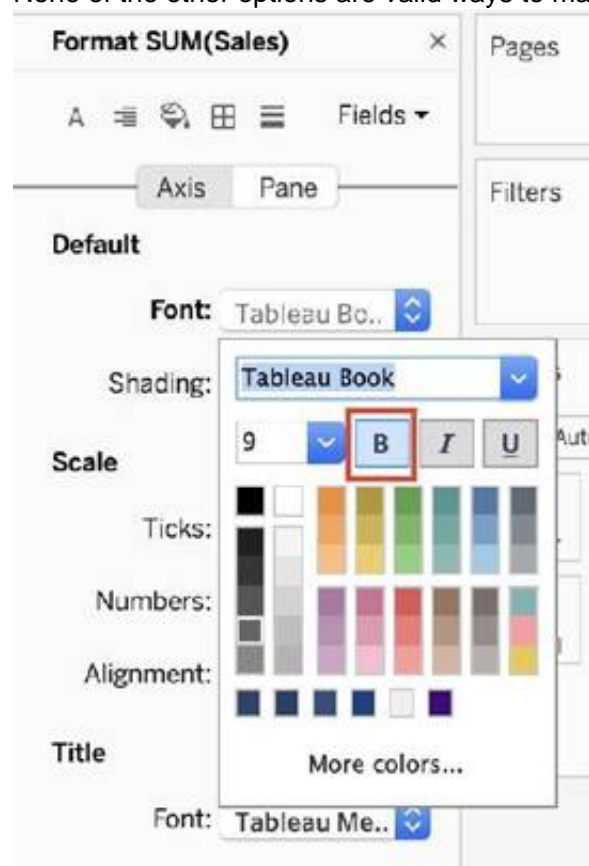 None of the other options are valid ways to ma
Format SUM(Sales) × Pages
A Fields
Axis Pane Filters
Default
Font: Tableau Bo..
Shading: Tableau Book
9 B I U Aut
Scale
Ticks:
Numbers:
Alignment:
Title More colors...
Font: Tableau Me..